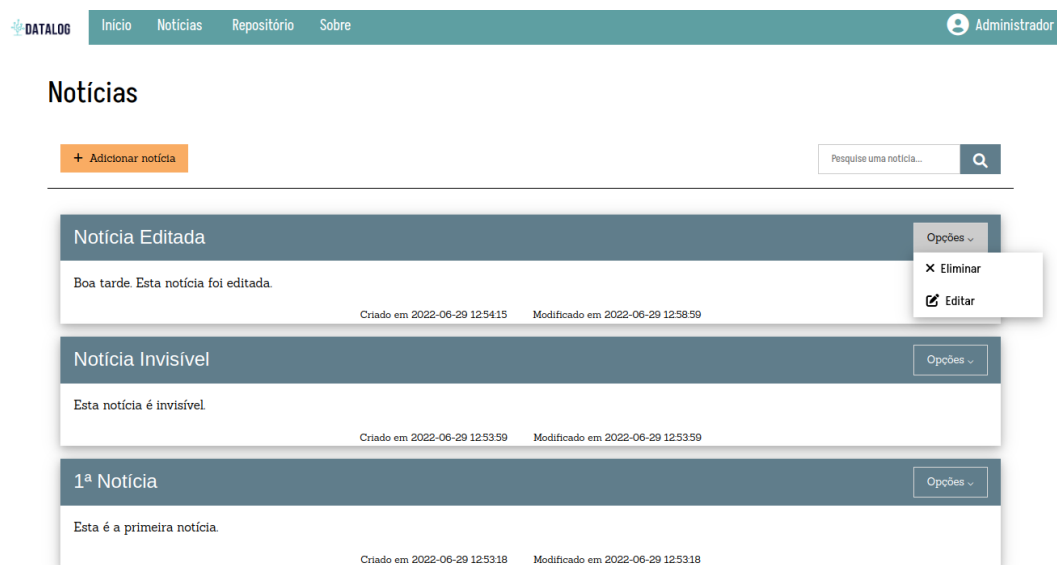 DATALOG Início Notícias Repositório Sobre Administrador
Notícias
+ Adicionar notícia Pesquise uma notícia...
Notícia Editada Opções
Eliminar
Editar
Boa tarde. Esta notícia foi editada.
Criado em 2022-06-29 12:54:15 Modificado em 2022-06-29 12:58:59
Notícia Invisível Opções
Esta notícia é invisível.
Criado em 2022-06-29 12:53:59 Modificado em 2022-06-29 12:53:59
1ª Notícia Opções
Esta é a primeira notícia.
Criado em 2022-06-29 12:53:18 Modificado em 2022-06-29 12:53:18